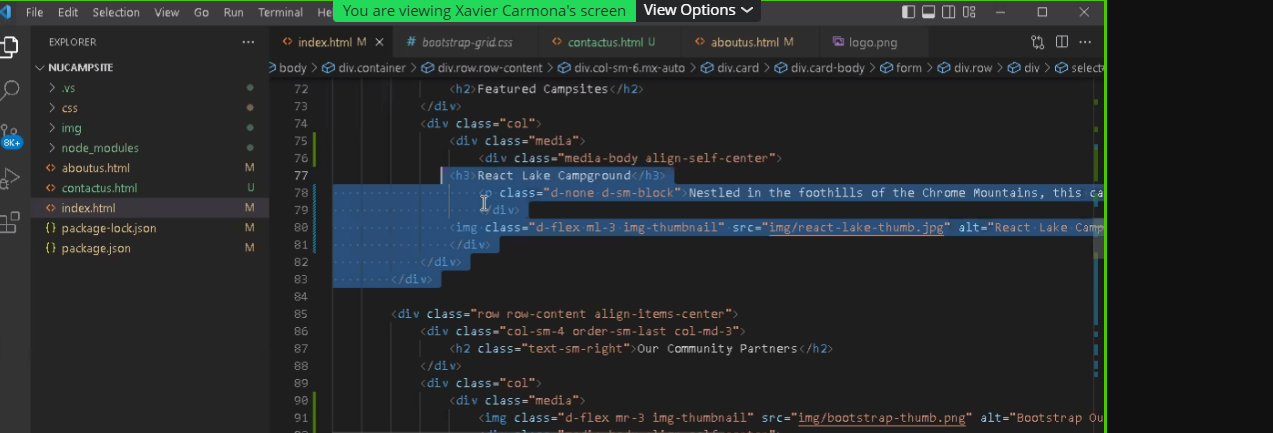 You are viewing Xavier Carmona's screen View Options
File Edit Selection View Go Run Terminal He
EXPLORER ...
index.html M × # bootstrap-grid.css contactus.html U aboutus.html M logo.png ...
NUCAMPSITE
body > div.container > div.row.row-content > div.col-sm-6.mx-auto > div.card > div.card-body > form > div.row > div > select
> .vs
> css
> img
> node_modules
aboutus.html M
contactus.html U
index.html M
{} package-lock.json M
{} package.json M
8K+
72 <h2>Featured Campsites</h2>
73 </div>
74 <div class="col">
75 <div class="media">
76 <div class="media-body align-self-center">
77 <h3>React Lake Campground</h3>
78 <p class="d-none d-sm-block">Nestled in the foothills of the Chrome Mountains, this ca
79 </div>
80 <img class="d-flex ml-3 img-thumbnail" src="img/react-lake-thumb.jpg" alt="React Lake Camp
81 </div>
82 </div>
83 </div>
84
85 <div class="row row-content align-items-center">
86 <div class="col-sm-4 order-sm-last col-md-3">
87 <h2 class="text-sm-right">Our Community Partners</h2>
88 </div>
89 <div class="col">
90 <div class="media">
91 <img class="d-flex mr-3 img-thumbnail" src="img/bootstrap-thumb.png" alt="Bootstrap Ou